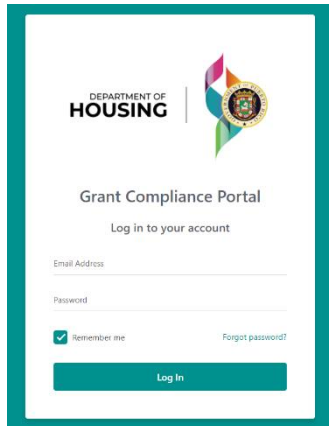 DEPARTMENT OF
HOUSING
Grant Compliance Portal
Log in to your account
Email Address
Password
Remember me
Forgot password?
Log In